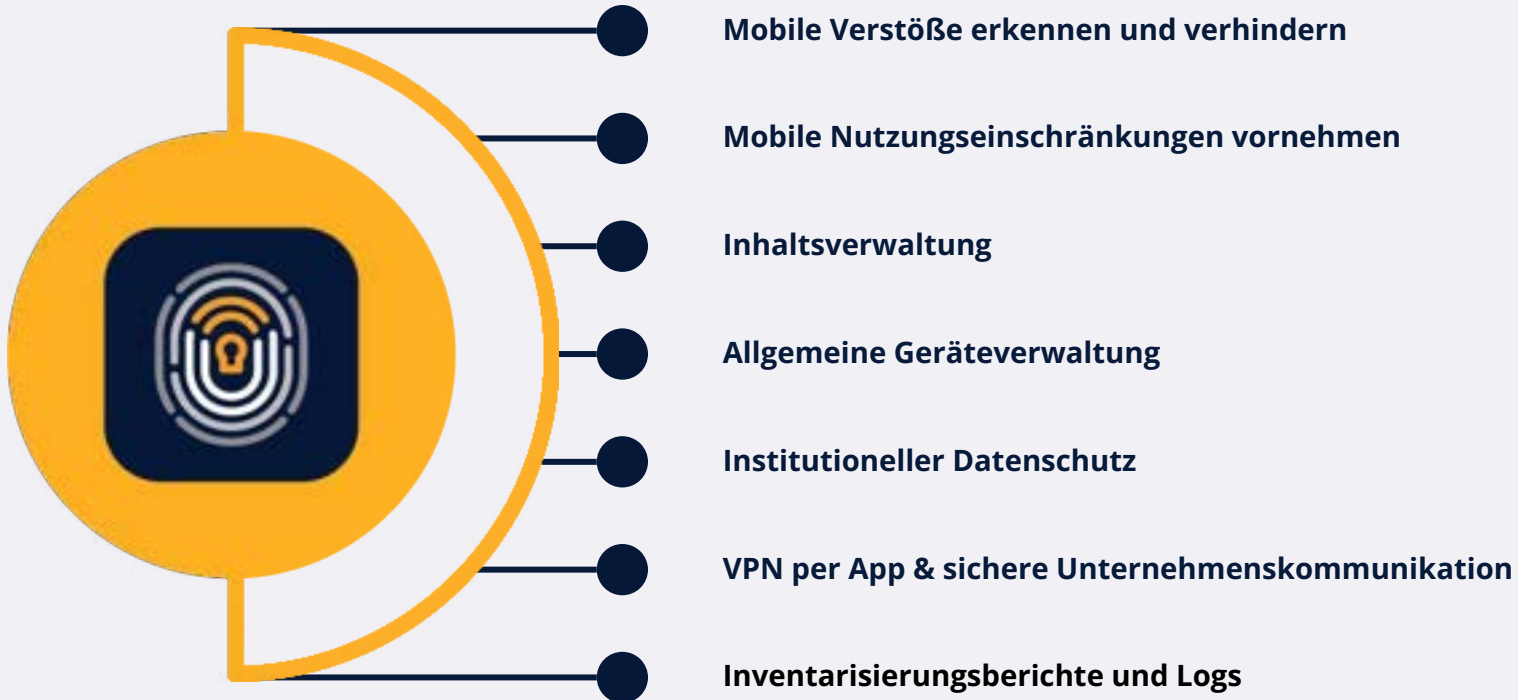 Mobile Verstöße erkennen und verhindern
Mobile Nutzungseinschränkungen vornehmen
Inhaltsverwaltung
Allgemeine Geräteverwaltung
Institutioneller Datenschutz
VPN per App & sichere Unternehmenskommunikation
Inventarisierungsberichte und Logs